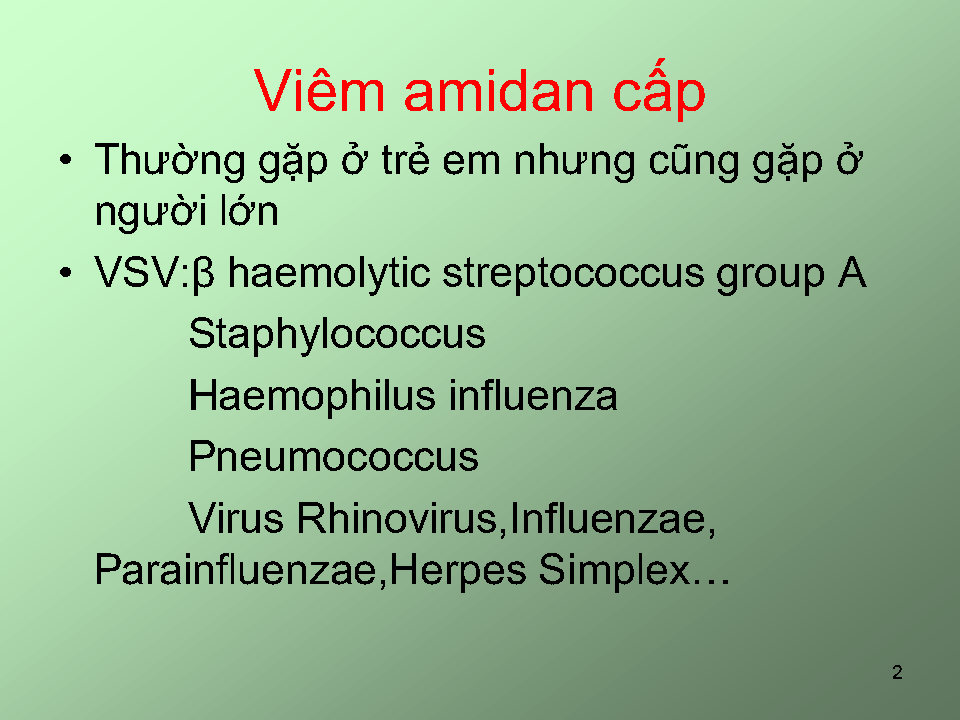 Viêm amidan cấp
• Thường gặp ở trẻ em nhưng cũng gặp ở
người lớn
• VSV:β haemolytic streptococcus group A
Staphylococcus
Haemophilus influenza
Pneumococcus
Virus Rhinovirus,Influenzae,
Parainfluenzae,Herpes Simplex…
2